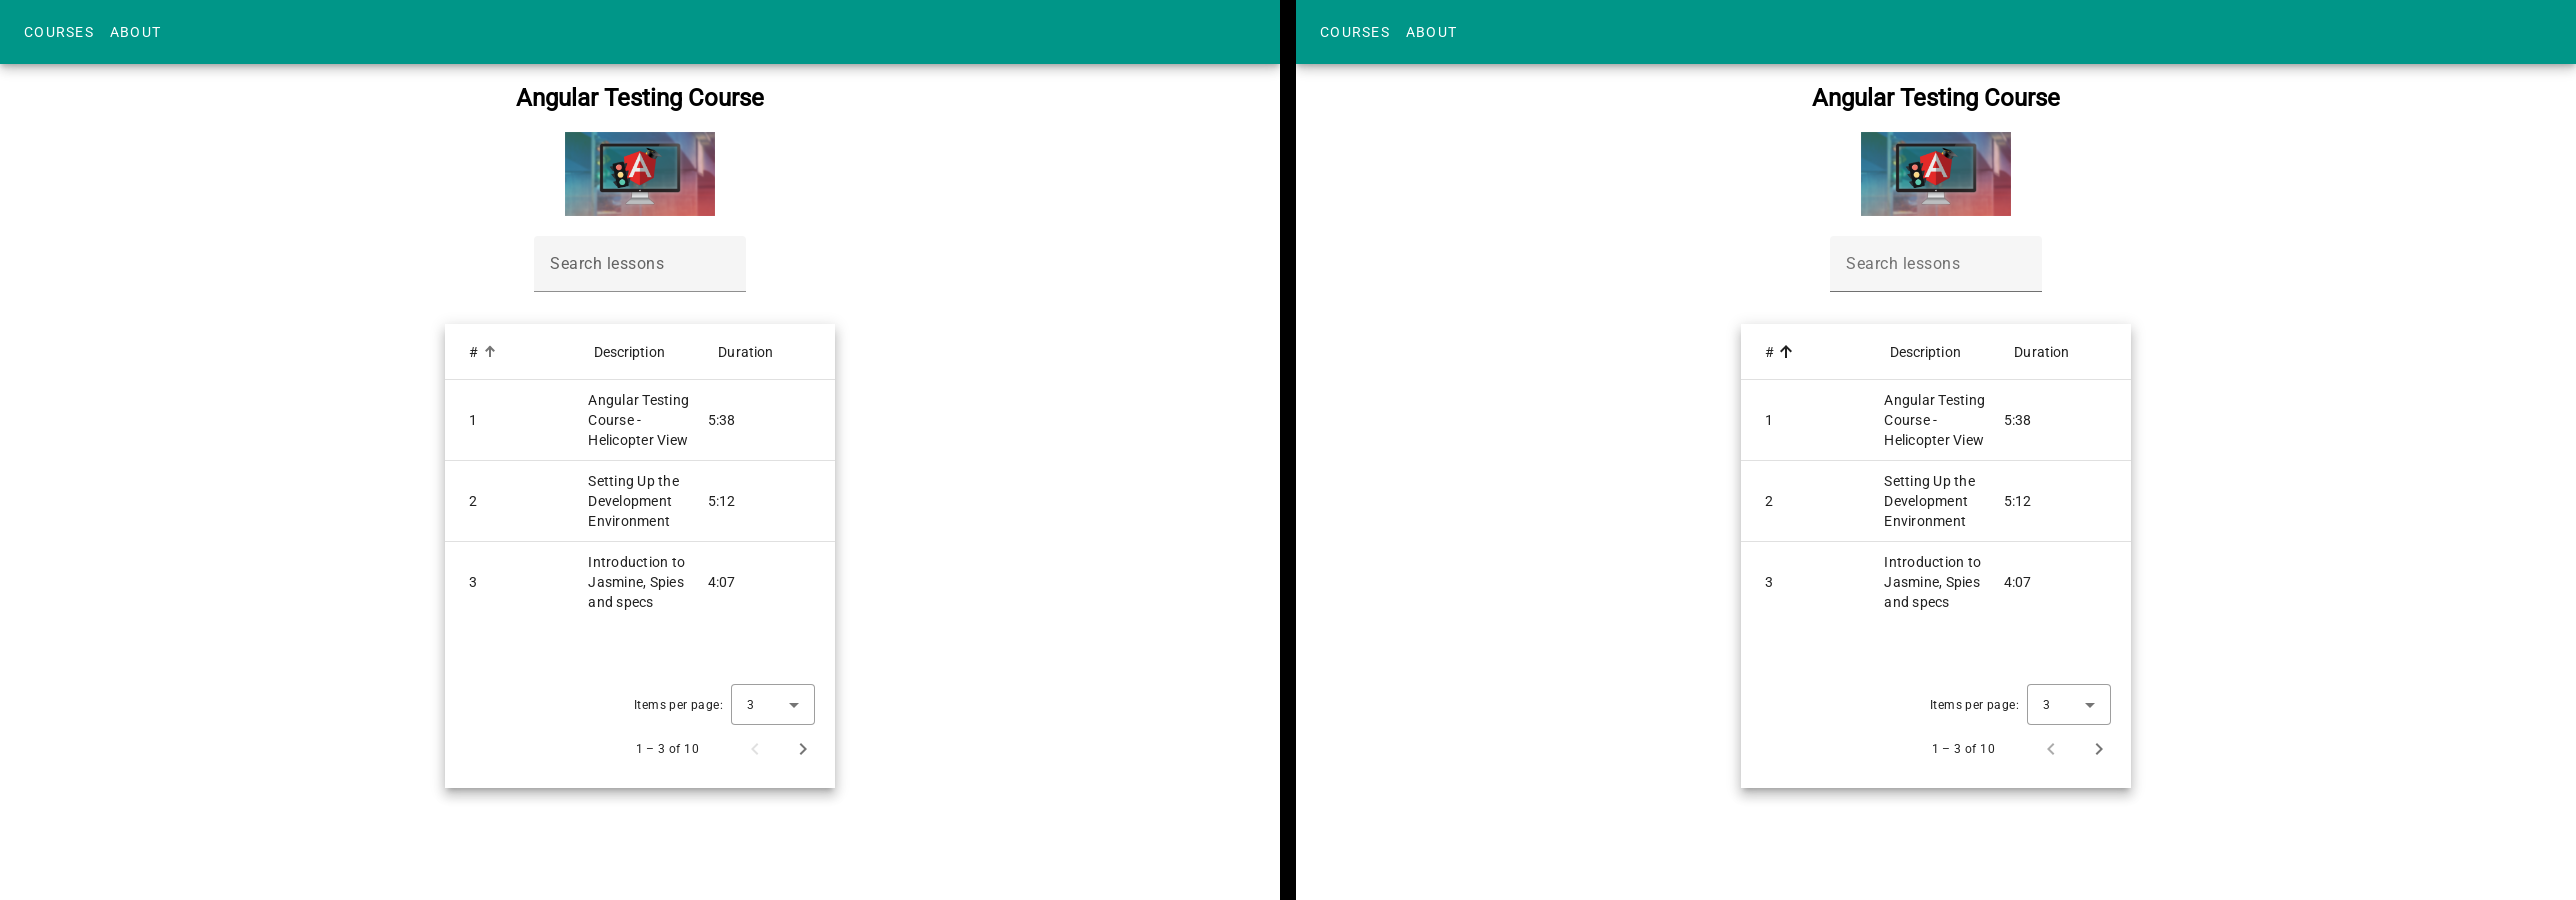 COURSES ABOUT
Angular Testing Course
Search lessons
# Description Duration
1 Angular Testing Course - Helicopter View 5:38
2 Setting Up the Development Environment 5:12
3 Introduction to Jasmine, Spies and specs 4:07
Items per page: 3
1 – 3 of 10
COURSES ABOUT
Angular Testing Course
Search lessons
# Description Duration
1 Angular Testing Course - Helicopter View 5:38
2 Setting Up the Development Environment 5:12
3 Introduction to Jasmine, Spies and specs 4:07
Items per page: 3
1 – 3 of 10